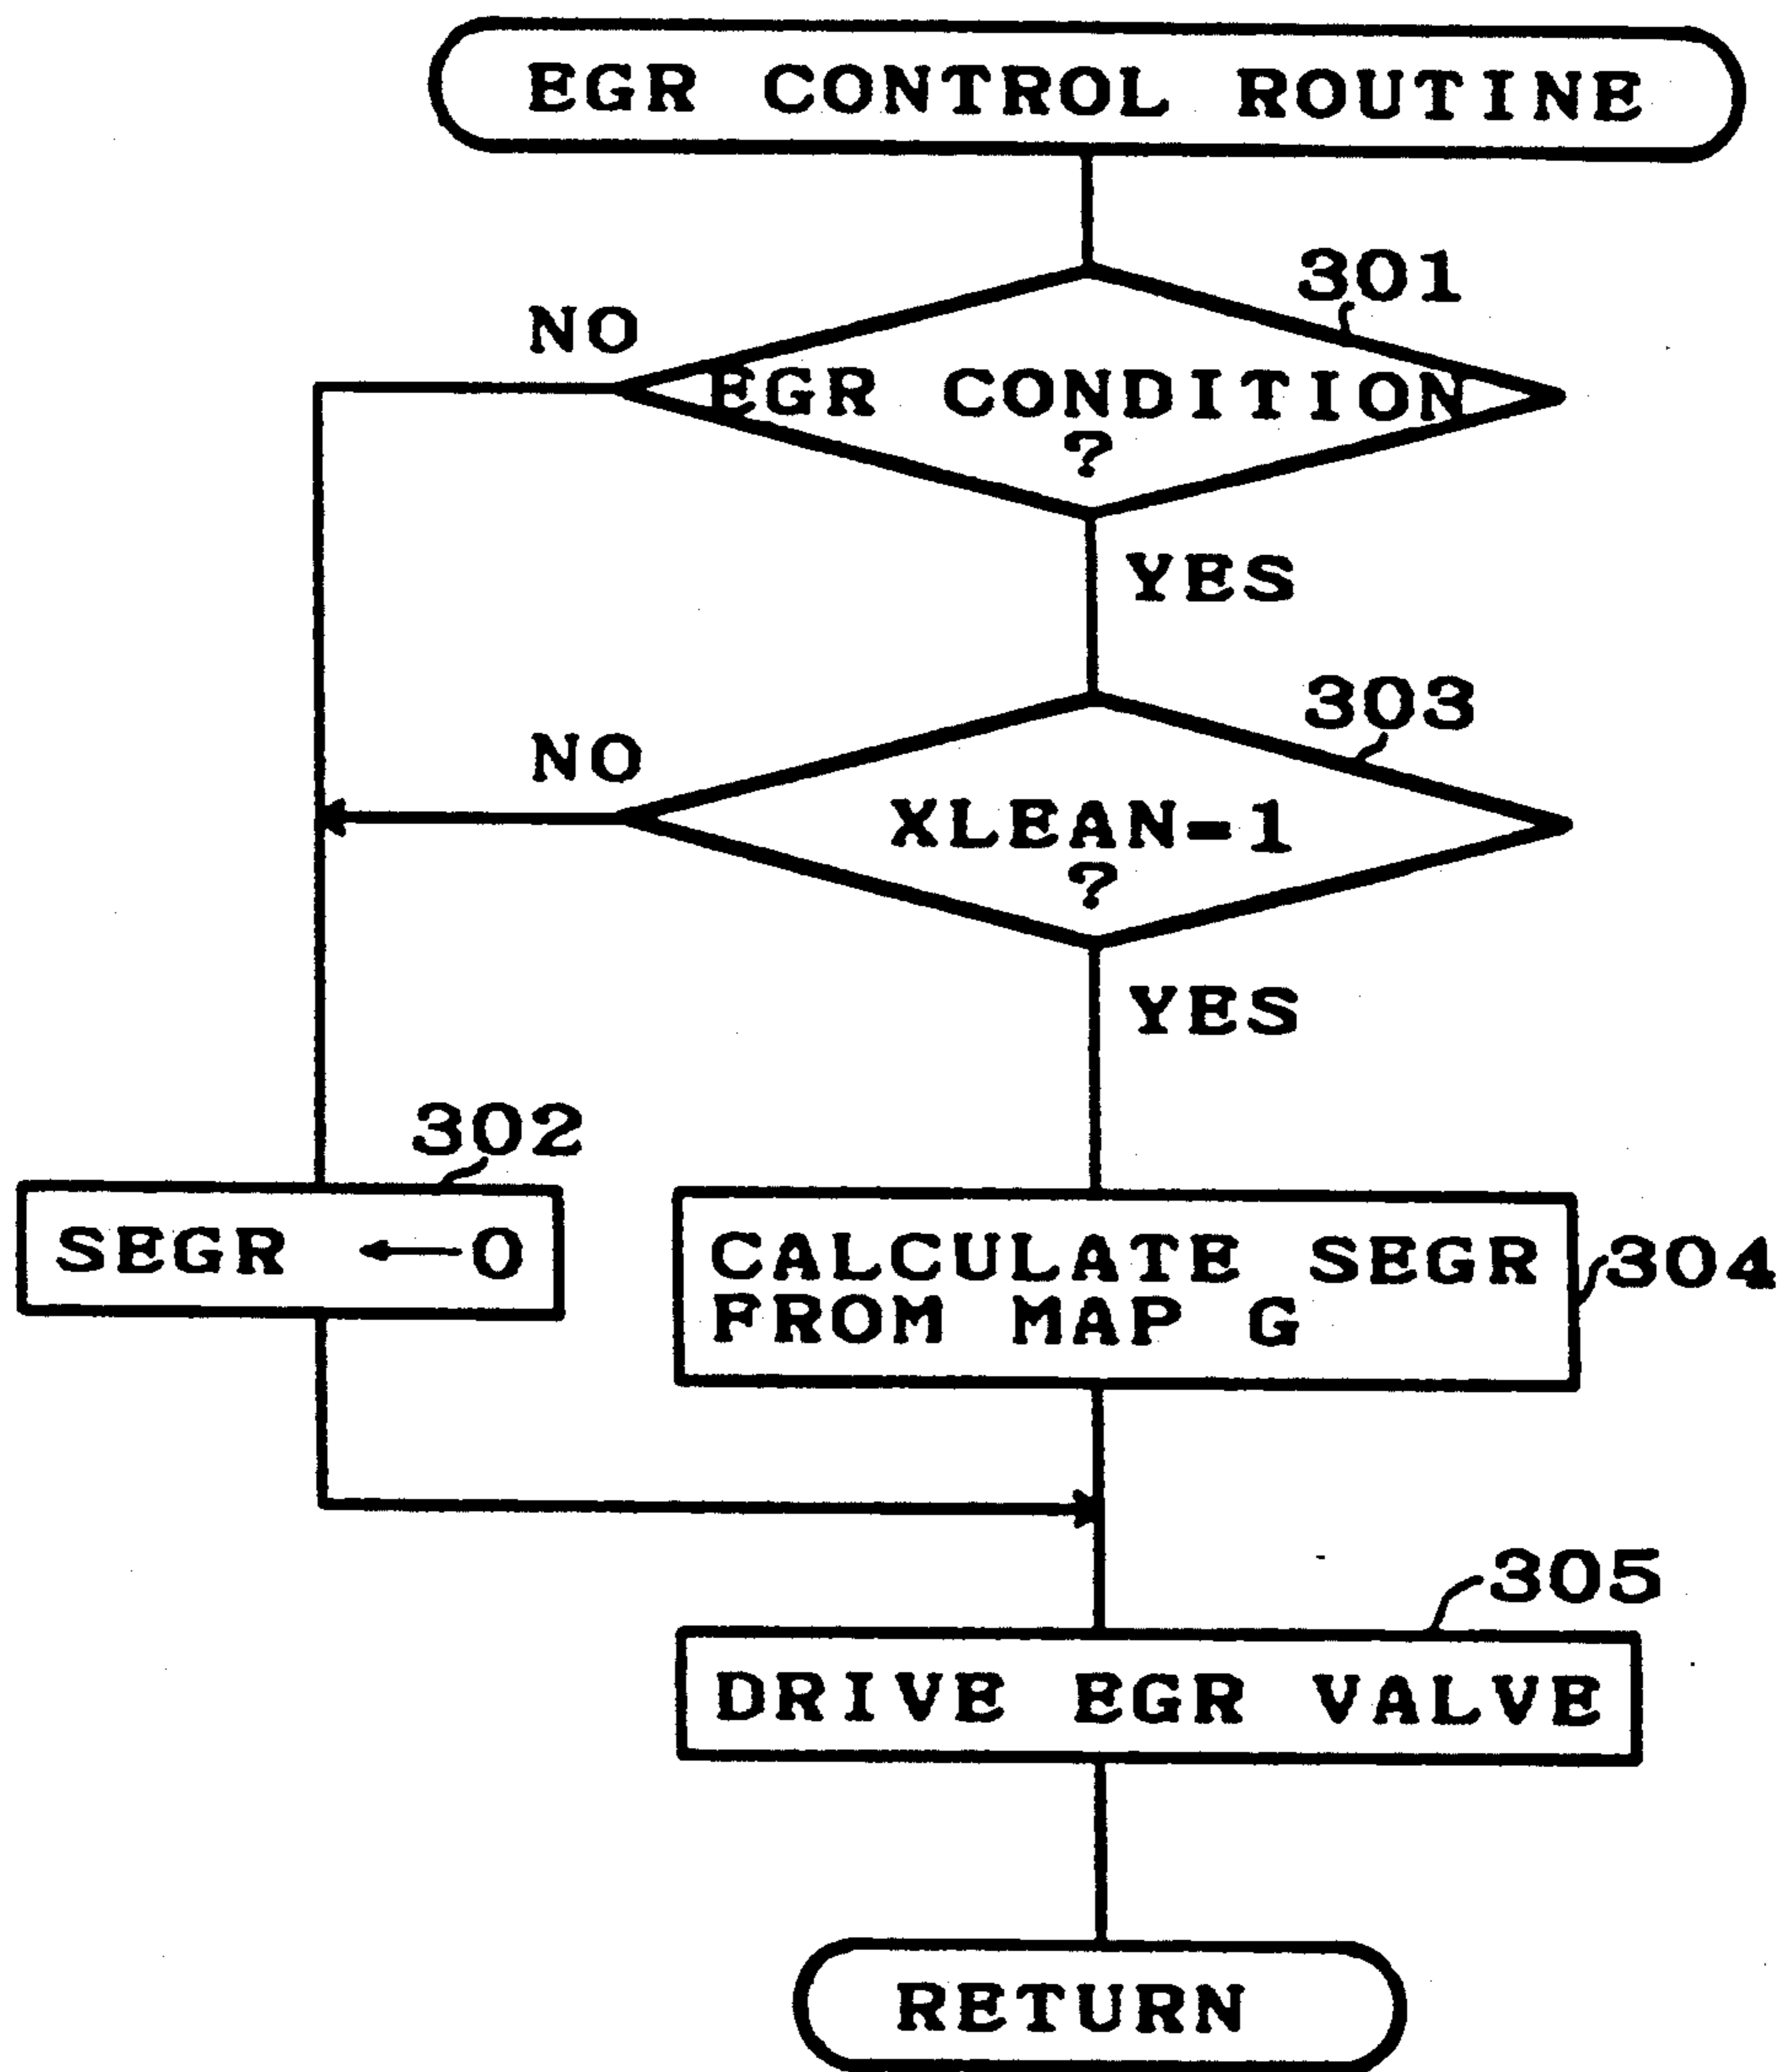 EGR CONTROL ROUTINE
301
NO
EGR CONDITION
?
YES
303
NO
XLEAN=1
?
YES
302
SEGR ←0
CALCULATE SEGR
FROM MAP G
304
305
DRIVE EGR VALVE
RETURN